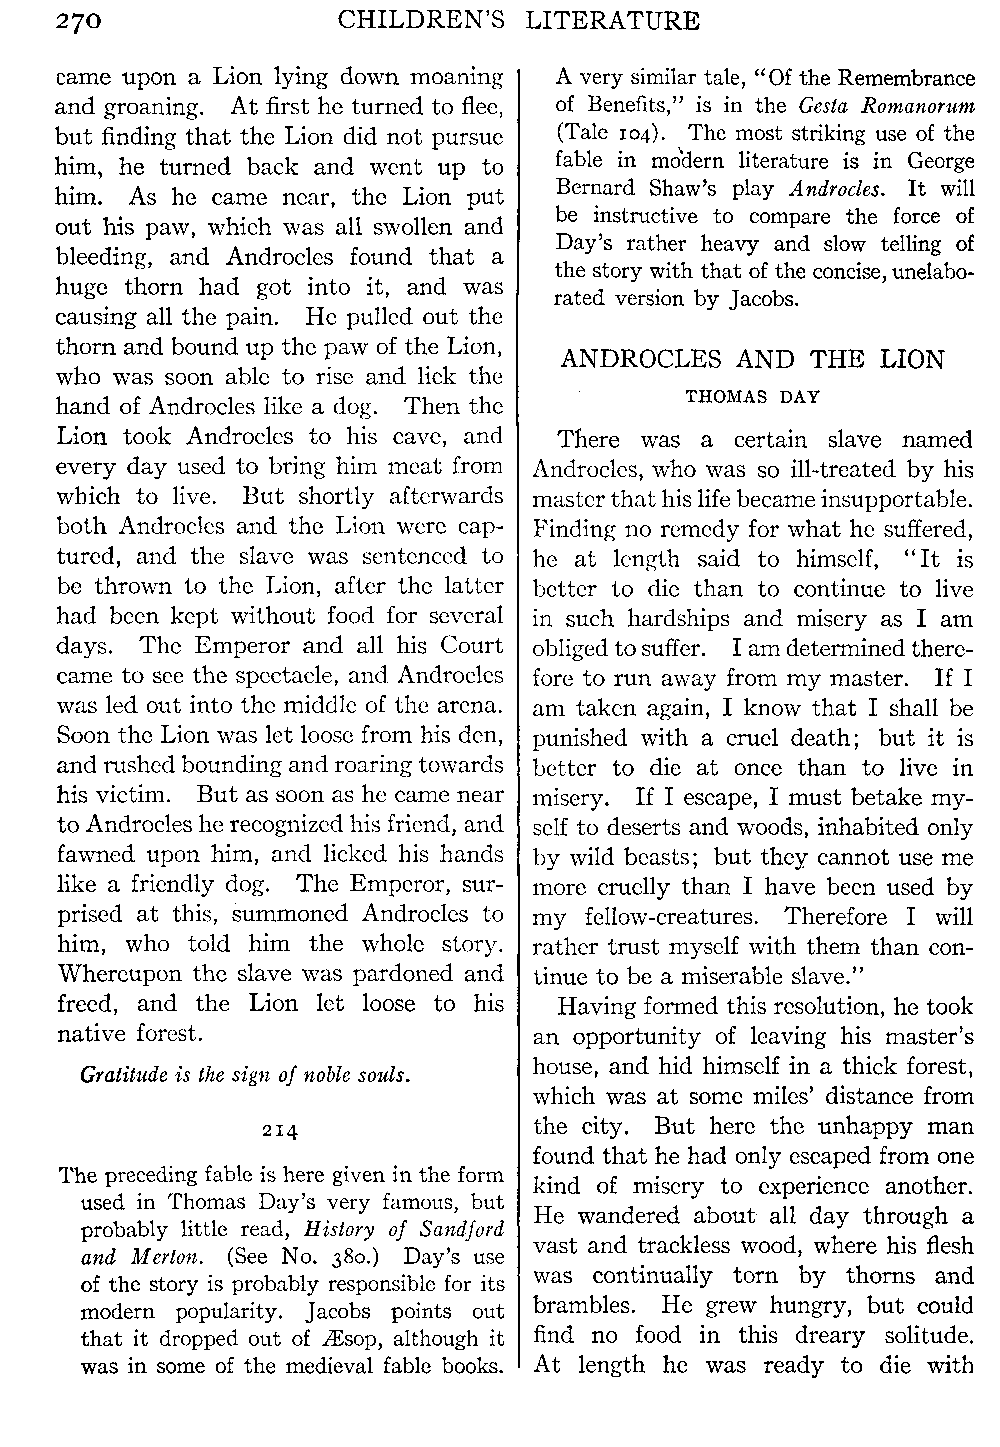 270 CHILDREN'S LITERATURE
came upon a Lion lying down moaning
and groaning. At first he turned to flee,
but finding that the Lion did not pursue
him, he turned back and went up to
him. As he came near, the Lion put
out his paw, which was all swollen and
bleeding, and Androcles found that a
huge thorn had got into it, and was
causing all the pain. He pulled out the
thorn and bound up the paw of the Lion,
who was soon able to rise and lick the
hand of Androcles like a dog. Then the
Lion took Androcles to his cave, and
every day used to bring him meat from
which to live. But shortly afterwards
both Androcles and the Lion were cap-
tured, and the slave was sentenced to
be thrown to the Lion, after the latter
had been kept without food for several
days. The Emperor and all his Court
came to see the spectacle, and Androcles
was led out into the middle of the arena.
Soon the Lion was let loose from his den,
and rushed bounding and roaring towards
his victim. But as soon as he came near
to Androcles he recognized his friend, and
fawned upon him, and licked his hands
like a friendly dog. The Emperor, sur-
prised at this, summoned Androcles to
him, who told him the whole story.
Whereupon the slave was pardoned and
freed, and the Lion let loose to his
native forest.
Gratitude is the sign of noble souls.
214
The preceding fable is here given in the form
used in Thomas Day's very famous, but
probably little read, History of Sandford
and Merton. (See No. 380.) Day's use
of the story is probably responsible for its
modern popularity. Jacobs points out
that it dropped out of Æsop, although it
was in some of the medieval fable books.
A very similar tale, "Of the Remembrance
of Benefits," is in the Gesta Romanorum
(Tale 104). The most striking use of the
fable in modern literature is in George
Bernard Shaw's play Androcles. It will
be instructive to compare the force of
Day's rather heavy and slow telling of
the story with that of the concise, unelabo-
rated version by Jacobs.
ANDROCLES AND THE LION
THOMAS DAY
There was a certain slave named
Androcles, who was so ill-treated by his
master that his life became insupportable.
Finding no remedy for what he suffered,
he at length said to himself, "It is
better to die than to continue to live
in such hardships and misery as I am
obliged to suffer. I am determined there-
fore to run away from my master. If I
am taken again, I know that I shall be
punished with a cruel death; but it is
better to die at once than to live in
misery. If I escape, I must betake my-
self to deserts and woods, inhabited only
by wild beasts; but they cannot use me
more cruelly than I have been used by
my fellow-creatures. Therefore I will
rather trust myself with them than con-
tinue to be a miserable slave."
Having formed this resolution, he took
an opportunity of leaving his master's
house, and hid himself in a thick forest,
which was at some miles' distance from
the city. But here the unhappy man
found that he had only escaped from one
kind of misery to experience another.
He wandered about all day through a
vast and trackless wood, where his flesh
was continually torn by thorns and
brambles. He grew hungry, but could
find no food in this dreary solitude.
At length he was ready to die with